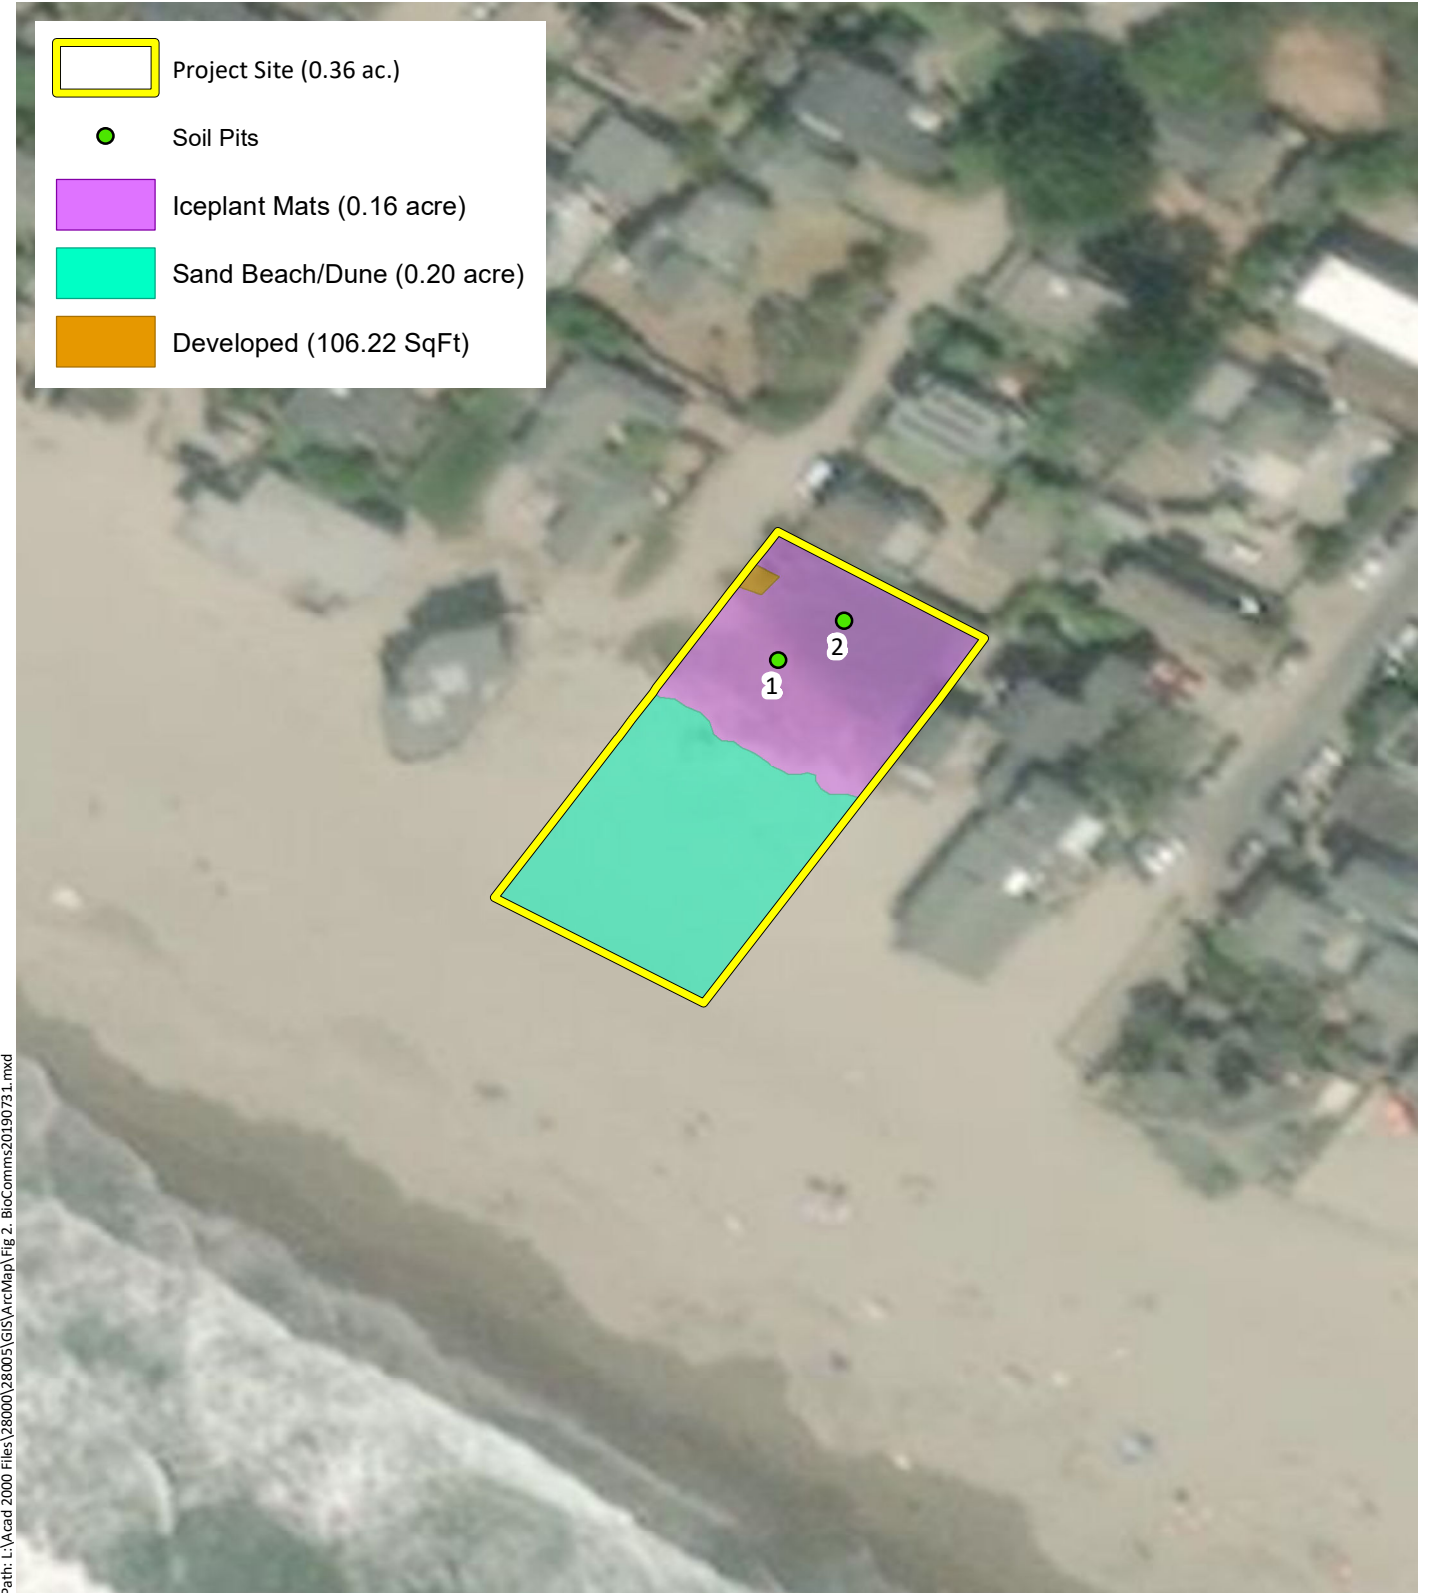 Project Site (0.36 ac.)
Soil Pits
Iceplant Mats (0.16 acre)
Sand Beach/Dune (0.20 acre)
Developed (106.22 SqFt)
2
1
Path: L:\Acad 2000 Files\28000\28005\GIS\ArcMap\Fig 2. BioComms20190731.mxd